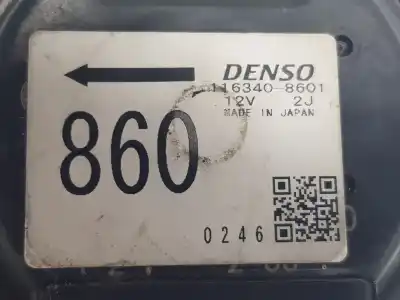 DENSO
116340-8601
12V 2J
MADE IN JAPAN
860
0246